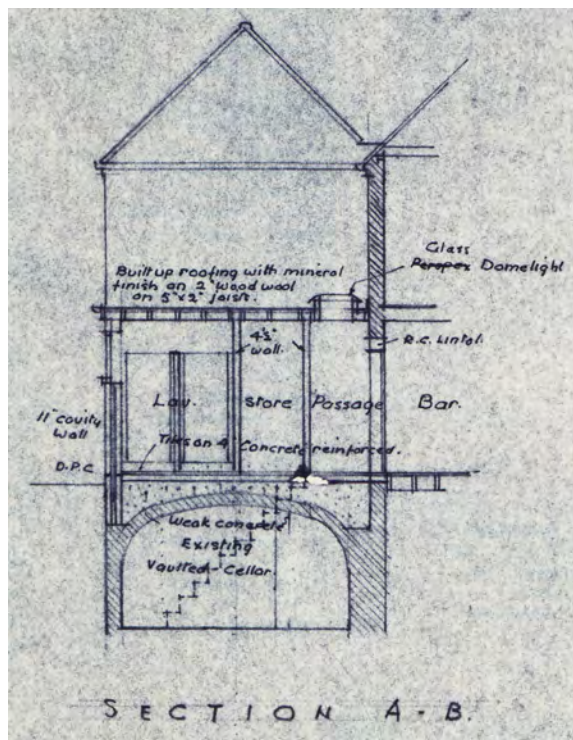 Glass
Perspex Domelight
Built up roofing with mineral
finish on 2" wood wool
on 5"x2" joists.
4½"
wall.
R.C. Lintol.
Lav.
Store
Passage
Bar.
11" cavity
wall
Tiles on 4 Concrete reinforced.
D.P.C
Weak concrete
Existing
Vaulted Cellar.
SECTION A-B.